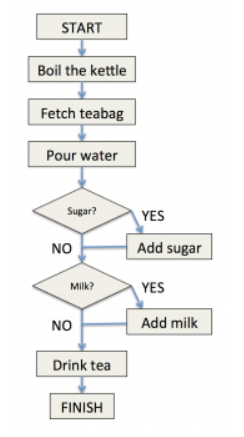 START
Boil the kettle
Fetch teabag
Pour water
Sugar?
YES
NO
Add sugar
Milk?
YES
NO
Add milk
Drink tea
FINISH